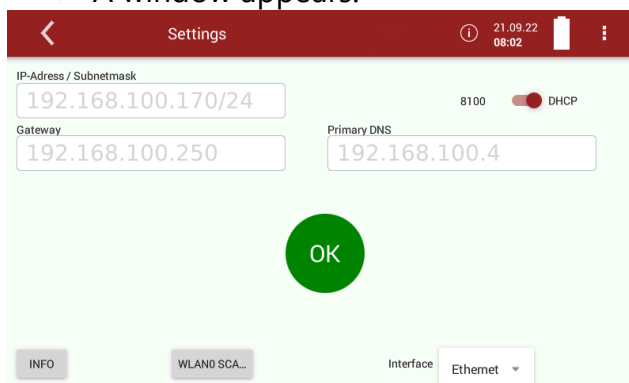 A window appears.
Settings
21.09.22
08:02
IP-Adress / Subnetmask
192.168.100.170/24
8100
DHCP
Gateway
Primary DNS
192.168.100.250
192.168.100.4
OK
INFO
WLAN0 SCA...
Interface
Ethernet